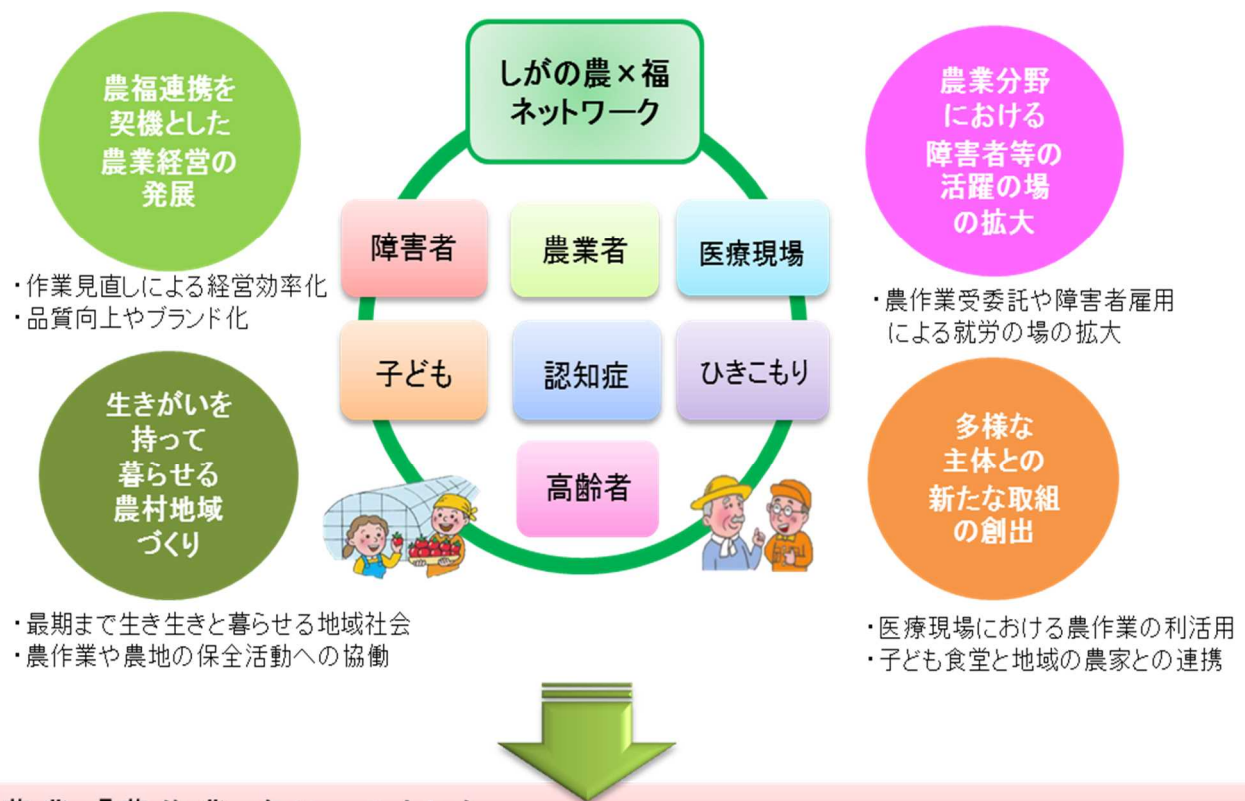 しがの農×福
ネットワーク
農福連携を
契機とした
農業経営の
発展
・作業見直しによる経営効率化
・品質向上やブランド化
農業分野
における
障害者等の
活躍の場
の拡大
・農作業受委託や障害者雇用
による就労の場の拡大
障害者
農業者
医療現場
子ども
認知症
ひきこもり
高齢者
生きがいを
持って
暮らせる
農村地域
づくり
・最期まで生き生きと暮らせる地域社会
・農作業や農地の保全活動への協働
多様な
主体との
新たな取組
の創出
・医療現場における農作業の利活用
・子ども食堂と地域の農家との連携